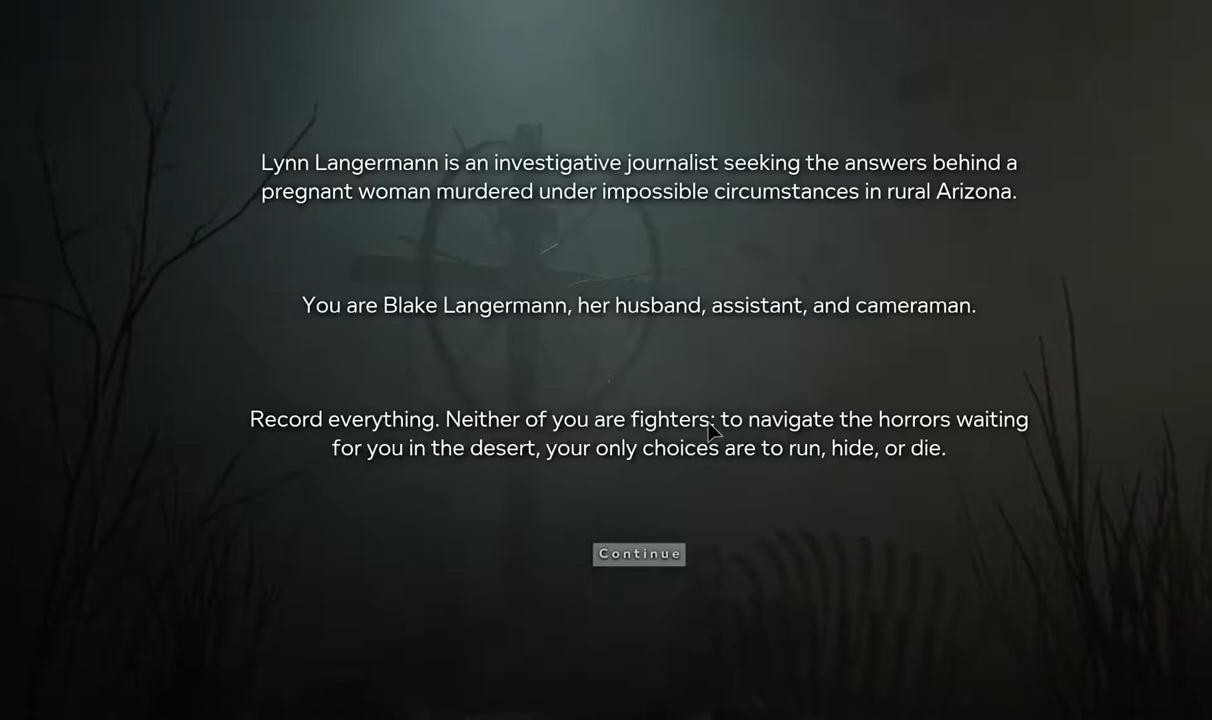 Lynn Langermann is an investigative journalist seeking the answers behind a
pregnant woman murdered under impossible circumstances in rural Arizona.
You are Blake Langermann, her husband, assistant, and cameraman.
Record everything. Neither of you are fighters; to navigate the horrors waiting
for you in the desert, your only choices are to run, hide, or die.
Continue